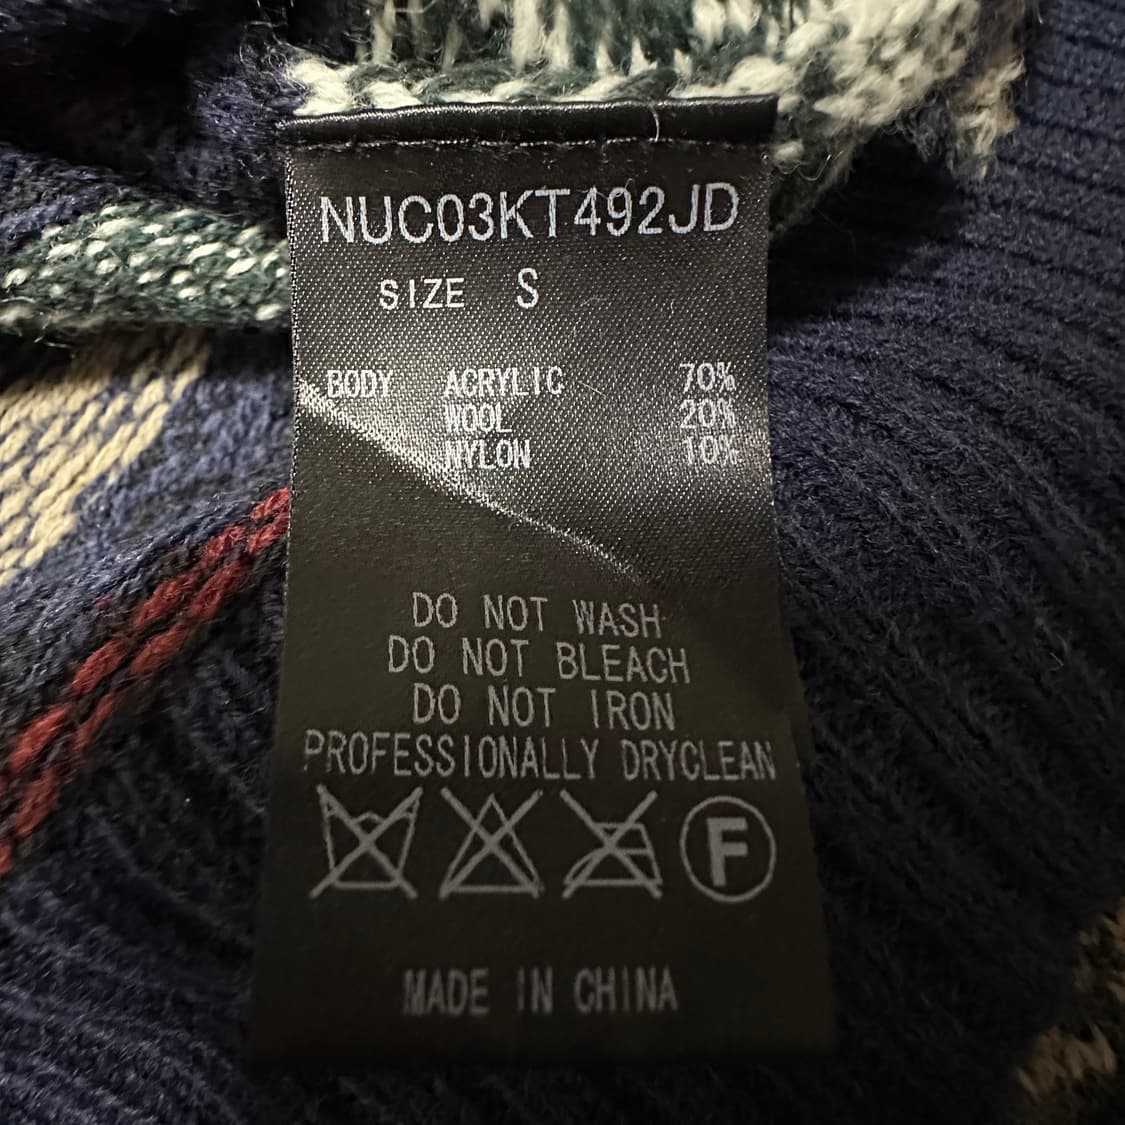 NUC03KT492JD
SIZE S
BODY ACRYLIC 70%
WOOL 20%
NYLON 10%
DO NOT WASH
DO NOT BLEACH
DO NOT IRON
PROFESSIONALLY DRYCLEAN
F
MADE IN CHINA